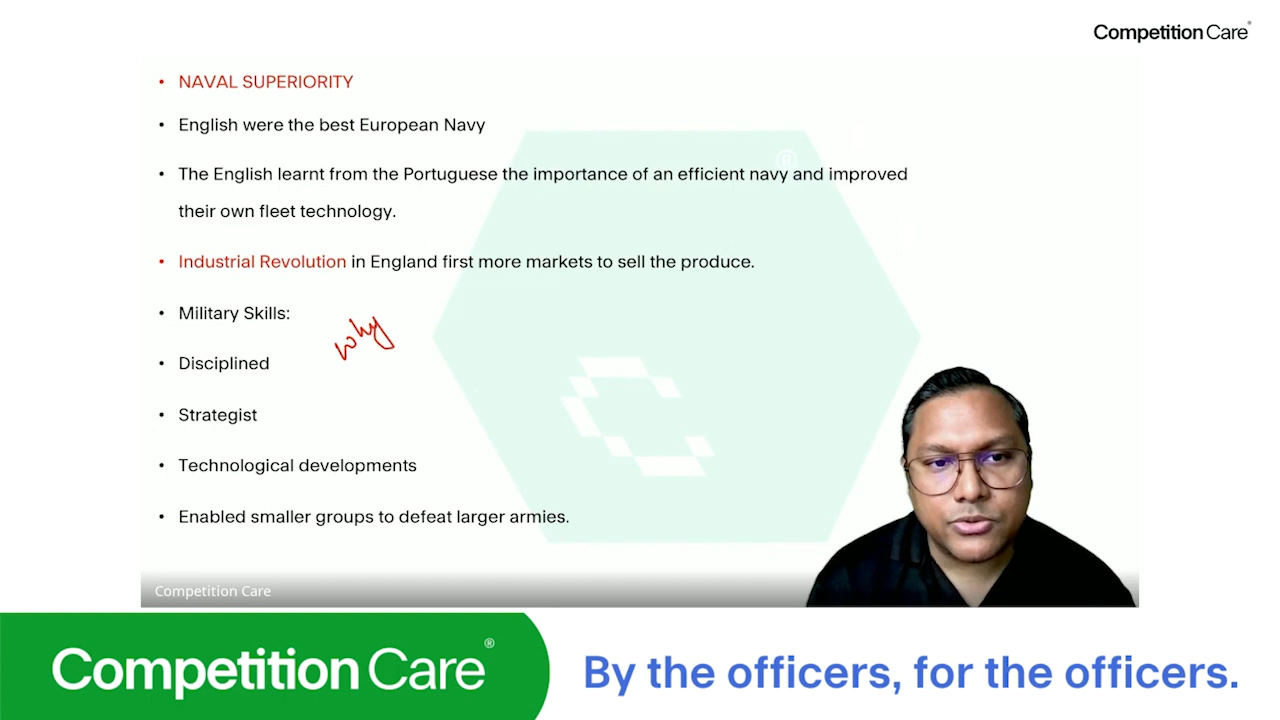 Competition Care®
• NAVAL SUPERIORITY
• English were the best European Navy
• The English learnt from the Portuguese the importance of an efficient navy and improved
their own fleet technology.
• Industrial Revolution in England first more markets to sell the produce.
• Military Skills:
why
• Disciplined
• Strategist
• Technological developments
• Enabled smaller groups to defeat larger armies.
Competition Care
Competition Care®
By the officers, for the officers.